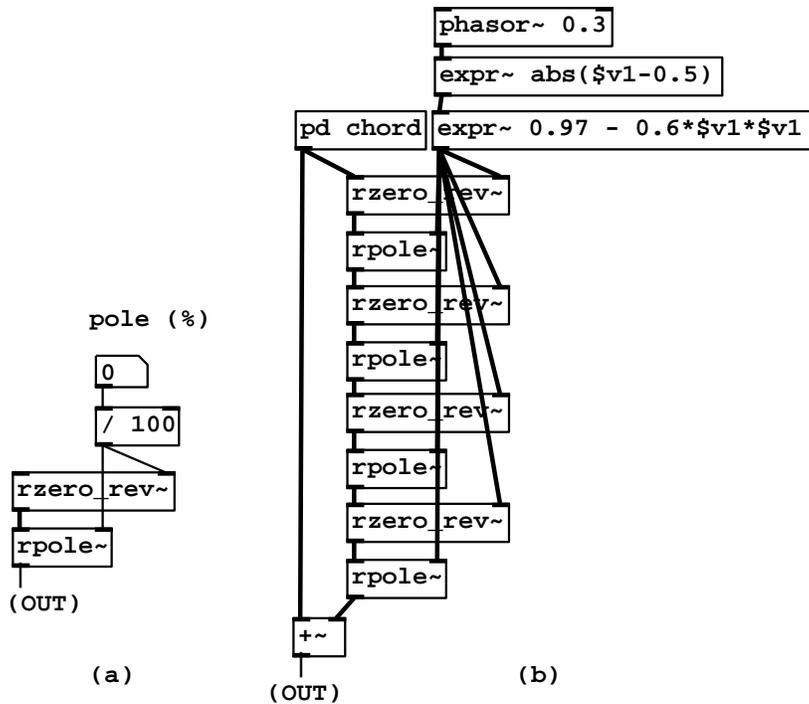 phasor~ 0.3
expr~ abs($v1-0.5)
pd chord
expr~ 0.97 - 0.6*$v1*$v1
rzero_rev~
rpole~
rzero_rev~
rpole~
rzero_rev~
rpole~
rzero_rev~
rpole~
+~
(OUT)
(b)
pole (%)
0
/ 100
rzero_rev~
rpole~
(OUT)
(a)